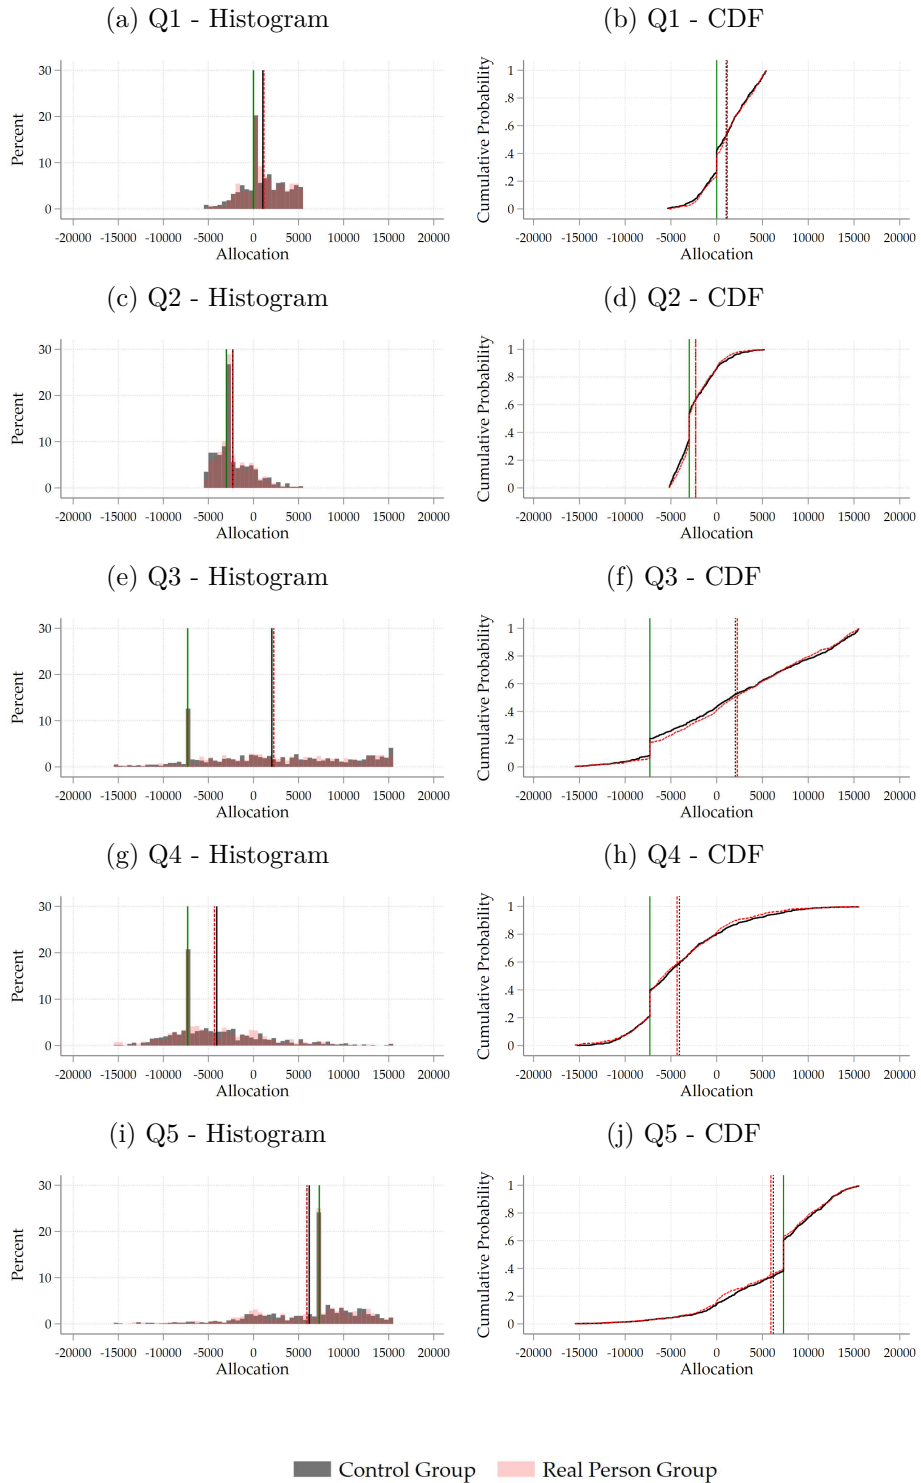 (a) Q1 - Histogram
(b) Q1 - CDF
Percent
30
20
10
0
-20000 -15000 -10000 -5000 0 5000 10000 15000 20000
Allocation
Cumulative Probability
1
.8
.6
.4
.2
0
-20000 -15000 -10000 -5000 0 5000 10000 15000 20000
Allocation
(c) Q2 - Histogram
(d) Q2 - CDF
Percent
30
20
10
0
-20000 -15000 -10000 -5000 0 5000 10000 15000 20000
Allocation
Cumulative Probability
1
.8
.6
.4
.2
0
-20000 -15000 -10000 -5000 0 5000 10000 15000 20000
Allocation
(e) Q3 - Histogram
(f) Q3 - CDF
Percent
30
20
10
0
-20000 -15000 -10000 -5000 0 5000 10000 15000 20000
Allocation
Cumulative Probability
1
.8
.6
.4
.2
0
-20000 -15000 -10000 -5000 0 5000 10000 15000 20000
Allocation
(g) Q4 - Histogram
(h) Q4 - CDF
Percent
30
20
10
0
-20000 -15000 -10000 -5000 0 5000 10000 15000 20000
Allocation
Cumulative Probability
1
.8
.6
.4
.2
0
-20000 -15000 -10000 -5000 0 5000 10000 15000 20000
Allocation
(i) Q5 - Histogram
(j) Q5 - CDF
Percent
30
20
10
0
-20000 -15000 -10000 -5000 0 5000 10000 15000 20000
Allocation
Cumulative Probability
1
.8
.6
.4
.2
0
-20000 -15000 -10000 -5000 0 5000 10000 15000 20000
Allocation
Control Group Real Person Group